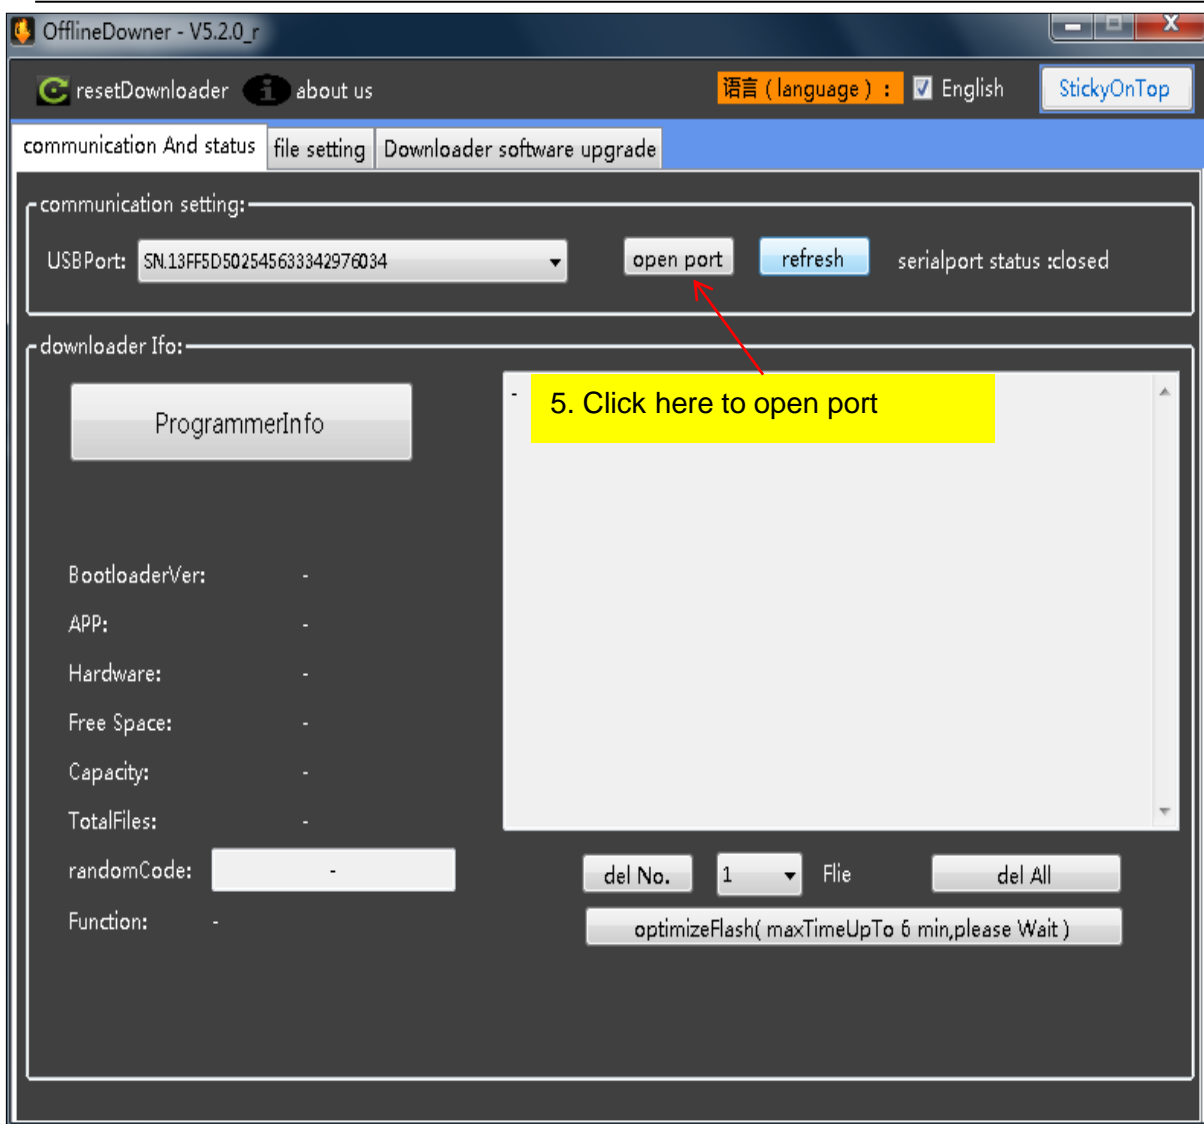 OfflineDowner - V5.2.0_r
resetDownloader about us 语言 ( language ) : English StickyOnTop
communication And status file setting Downloader software upgrade
communication setting:
USBPort: SN.13FF5D502545633342976034 open port refresh serialport status :closed
downloader Ifo:
ProgrammerInfo
-
5. Click here to open port
BootloaderVer: -
APP: -
Hardware: -
Free Space: -
Capacity: -
TotalFiles: -
randomCode: -
Function: -
del No. 1 Flie del All
optimizeFlash( maxTimeUpTo 6 min,please Wait )